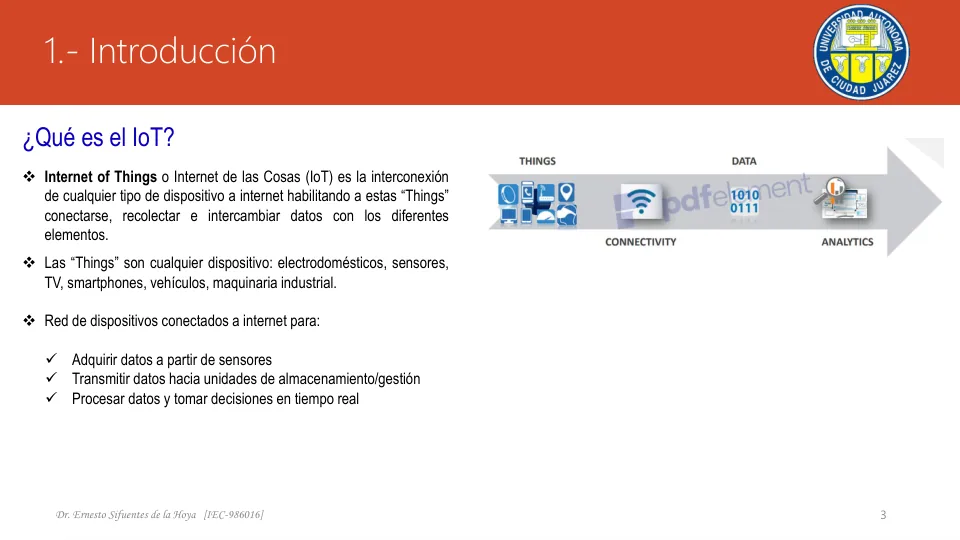 1.- Introducción
UNIVERSIDAD AUTONOMA
DE CIUDAD JUAREZ
¿Qué es el IoT?
❖ Internet of Things o Internet de las Cosas (IoT) es la interconexión
de cualquier tipo de dispositivo a internet habilitando a estas “Things”
conectarse, recolectar e intercambiar datos con los diferentes
elementos.
❖ Las “Things” son cualquier dispositivo: electrodomésticos, sensores,
TV, smartphones, vehículos, maquinaria industrial.
❖ Red de dispositivos conectados a internet para:
✓ Adquirir datos a partir de sensores
✓ Transmitir datos hacia unidades de almacenamiento/gestión
✓ Procesar datos y tomar decisiones en tiempo real
THINGS
DATA
pdfelement
1010
0111
CONNECTIVITY
ANALYTICS
Dr. Ernesto Sifuentes de la Hoya [IEC-986016]
3